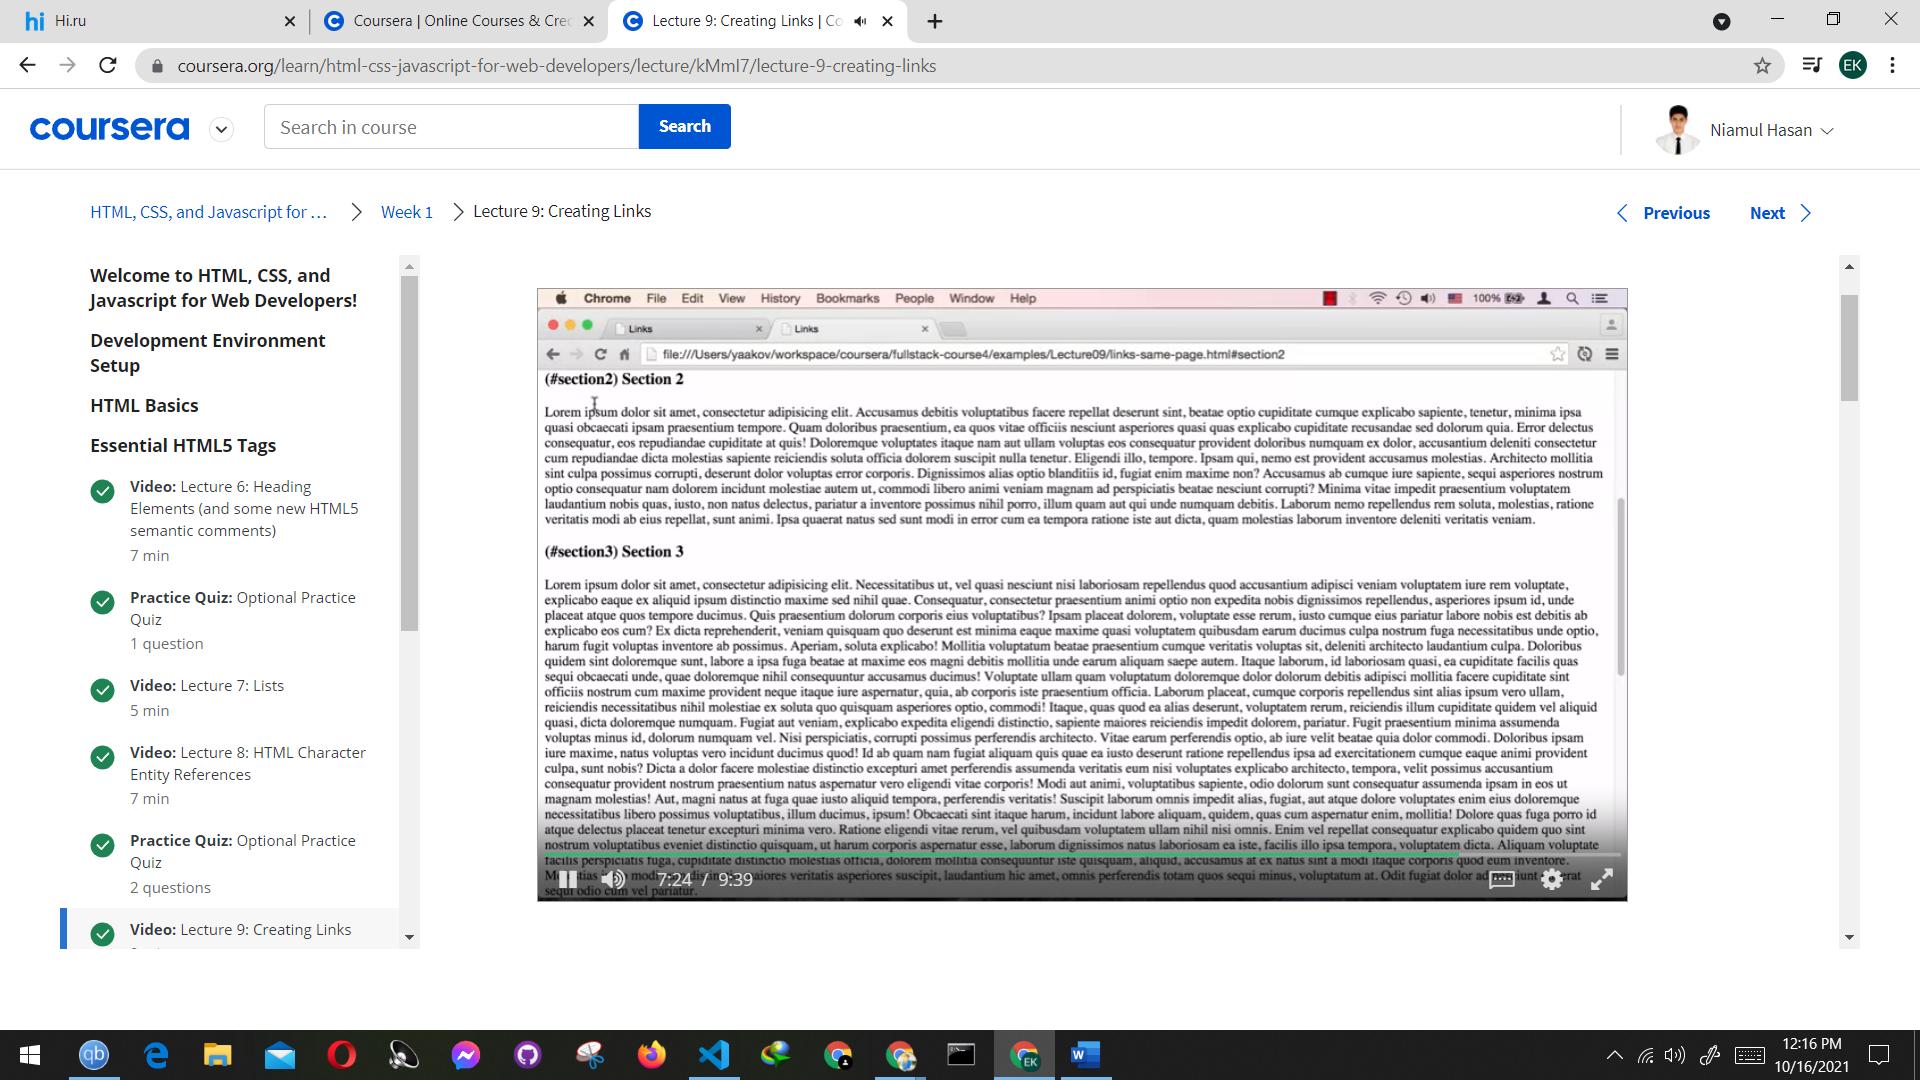 Hi.ru
Coursera | Online Courses & Cre
Lecture 9: Creating Links | Co
coursera.org/learn/html-css-javascript-for-web-developers/lecture/kMmI7/lecture-9-creating-links
EK
coursera
Search in course
Search
Niamul Hasan
HTML, CSS, and Javascript for ...
Week 1
Lecture 9: Creating Links
Previous
Next
Welcome to HTML, CSS, and
Javascript for Web Developers!
Development Environment
Setup
HTML Basics
Essential HTML5 Tags
Video: Lecture 6: Heading
Elements (and some new HTML5
semantic comments)
7 min
Practice Quiz: Optional Practice
Quiz
1 question
Video: Lecture 7: Lists
5 min
Video: Lecture 8: HTML Character
Entity References
7 min
Practice Quiz: Optional Practice
Quiz
2 questions
Video: Lecture 9: Creating Links
Chrome File Edit View History Bookmarks People Window Help
100%
Links
Links
file:///Users/yaakov/workspace/coursera/fullstack-course4/examples/Lecture09/links-same-page.html#section2
(#section2) Section 2
Lorem ipsum dolor sit amet, consectetur adipisicing elit. Accusamus debitis voluptatibus facere repellat deserunt sint, beatae optio cupiditate cumque explicabo sapiente, tenetur, minima ipsa
quasi obcaecati ipsam praesentium tempore. Quam doloribus praesentium, ea quos vitae officiis nesciunt asperiores quasi quas explicabo cupiditate recusandae sed dolorum quia. Error delectus
consequatur, eos repudiandae cupiditate at quis! Doloremque voluptates itaque nam aut ullam voluptas eos consequatur provident doloribus numquam ex dolor, accusantium deleniti consectetur
cum repudiandae dicta molestias sapiente reiciendis soluta officia dolorem suscipit nulla tenetur. Eligendi illo, tempore. Ipsam qui, nemo est provident accusamus molestias. Architecto mollitia
sint culpa possimus corrupti, deserunt dolor voluptas error corporis. Dignissimos alias optio blanditiis id, fugiat enim maxime non? Accusamus ab cumque iure sapiente, sequi asperiores nostrum
optio consequatur nam dolorem incidunt molestiae autem ut, commodi libero animi veniam magnam ad perspiciatis beatae nesciunt corrupti? Minima vitae impedit praesentium voluptatem
laudantium nobis quas, iusto, non natus delectus, pariatur a inventore possimus nihil porro, illum quam aut qui unde numquam debitis. Laborum nemo repellendus rem soluta, molestias, ratione
veritatis modi ab eius repellat, sunt animi. Ipsa quaerat natus sed sunt modi in error cum ea tempora ratione iste aut dicta, quam molestias laborum inventore deleniti veritatis veniam.
(#section3) Section 3
Lorem ipsum dolor sit amet, consectetur adipisicing elit. Necessitatibus ut, vel quasi nesciunt nisi laboriosam repellendus quod accusantium adipisci veniam voluptatem iure rem voluptate,
explicabo eaque ex aliquid ipsum distinctio maxime sed nihil quae. Consequatur, consectetur praesentium animi optio non expedita nobis dignissimos repellendus, asperiores ipsum id, unde
placeat atque quos tempore ducimus. Quis praesentium dolorum corporis eius voluptatibus? Ipsam placeat dolorem, voluptate esse rerum, iusto cumque eius pariatur labore nobis est debitis ab
explicabo eos cum? Ex dicta reprehenderit, veniam quisquam quo deserunt est minima eaque maxime quasi voluptatem quibusdam earum ducimus culpa nostrum fuga necessitatibus unde optio,
harum fugit voluptas inventore ab possimus. Aperiam, soluta explicabo! Mollitia voluptatum beatae praesentium cumque veritatis voluptas sit, deleniti architecto laudantium culpa. Doloribus
quidem sint doloremque sunt, labore a ipsa fuga beatae at maxime eos magni debitis mollitia unde earum aliquam saepe autem. Itaque laborum, id laboriosam quasi, ea cupiditate facilis quas
sequi obcaecati unde, quae doloremque nihil consequuntur accusamus ducimus! Voluptate ullam quam voluptatum doloremque dolor dolorum debitis adipisci mollitia facere cupiditate sint
officiis nostrum cum maxime provident neque itaque iure aspernatur, quia, ab corporis iste praesentium officia. Laborum placeat, cumque corporis repellendus sint alias ipsum vero ullam,
reiciendis necessitatibus nihil molestiae ex soluta quo quisquam asperiores optio, commodi! Itaque, quas quod ea alias deserunt, voluptatem rerum, reiciendis illum cupiditate quidem vel aliquid
quasi, dicta doloremque numquam. Fugiat aut veniam, explicabo expedita eligendi distinctio, sapiente maiores reiciendis impedit dolorem, pariatur. Fugit praesentium minima assumenda
voluptas minus id, dolorum numquam vel. Nisi perspiciatis, corrupti possimus perferendis architecto. Vitae earum perferendis optio, ab iure velit beatae quia dolor commodi. Doloribus ipsam
iure maxime, natus voluptas vero incidunt ducimus quod! Id ab quam nam fugiat aliquam quis quae ea iusto deserunt ratione repellendus ipsa ad exercitationem cumque eaque animi provident
culpa, sunt nobis? Dicta a dolor facere molestiae distinctio excepturi amet perferendis assumenda veritatis eum nisi voluptates explicabo architecto, tempora, velit possimus accusantium
consequatur provident nostrum praesentium natus aspernatur vero eligendi vitae corporis! Modi aut animi, voluptatibus sapiente, odio dolorum sunt consequatur assumenda ipsam in eos ut
magnam molestias! Aut, magni natus at fuga quae iusto aliquid tempora, perferendis veritatis! Suscipit laborum omnis impedit alias, fugiat, aut atque dolore voluptates enim eius doloremque
necessitatibus libero possimus voluptatibus, illum ducimus, ipsum! Obcaecati sint itaque harum, incidunt labore aliquam, quidem, quas cum aspernatur enim, mollitia! Dolore quas fuga porro id
atque delectus placeat tenetur excepturi minima vero. Ratione eligendi vitae rerum, vel quibusdam voluptatem ullam nihil nisi omnis. Enim vel repellat consequatur explicabo quidem quo sint
nostrum voluptatibus eveniet distinctio quisquam, ut harum corporis aspernatur esse, laborum dignissimos natus laboriosam ea iste, facilis illo ipsa tempora, voluptatem dicta. Aliquam voluptate
facilis perspiciatis fuga, cupiditate distinctio molestias officia, dolorem mollitia consequuntur iste quisquam, aliquid, accusamus at ex natus sint a modi itaque corporis quod eum inventore.
maiores veritatis asperiores suscipit, laudantium hic amet, omnis perferendis totam quos sequi minus, voluptatum at. Odit fugiat dolor
sequi odio cum vel pariatur.
7:24 / 9:39
12:16 PM
10/16/2021